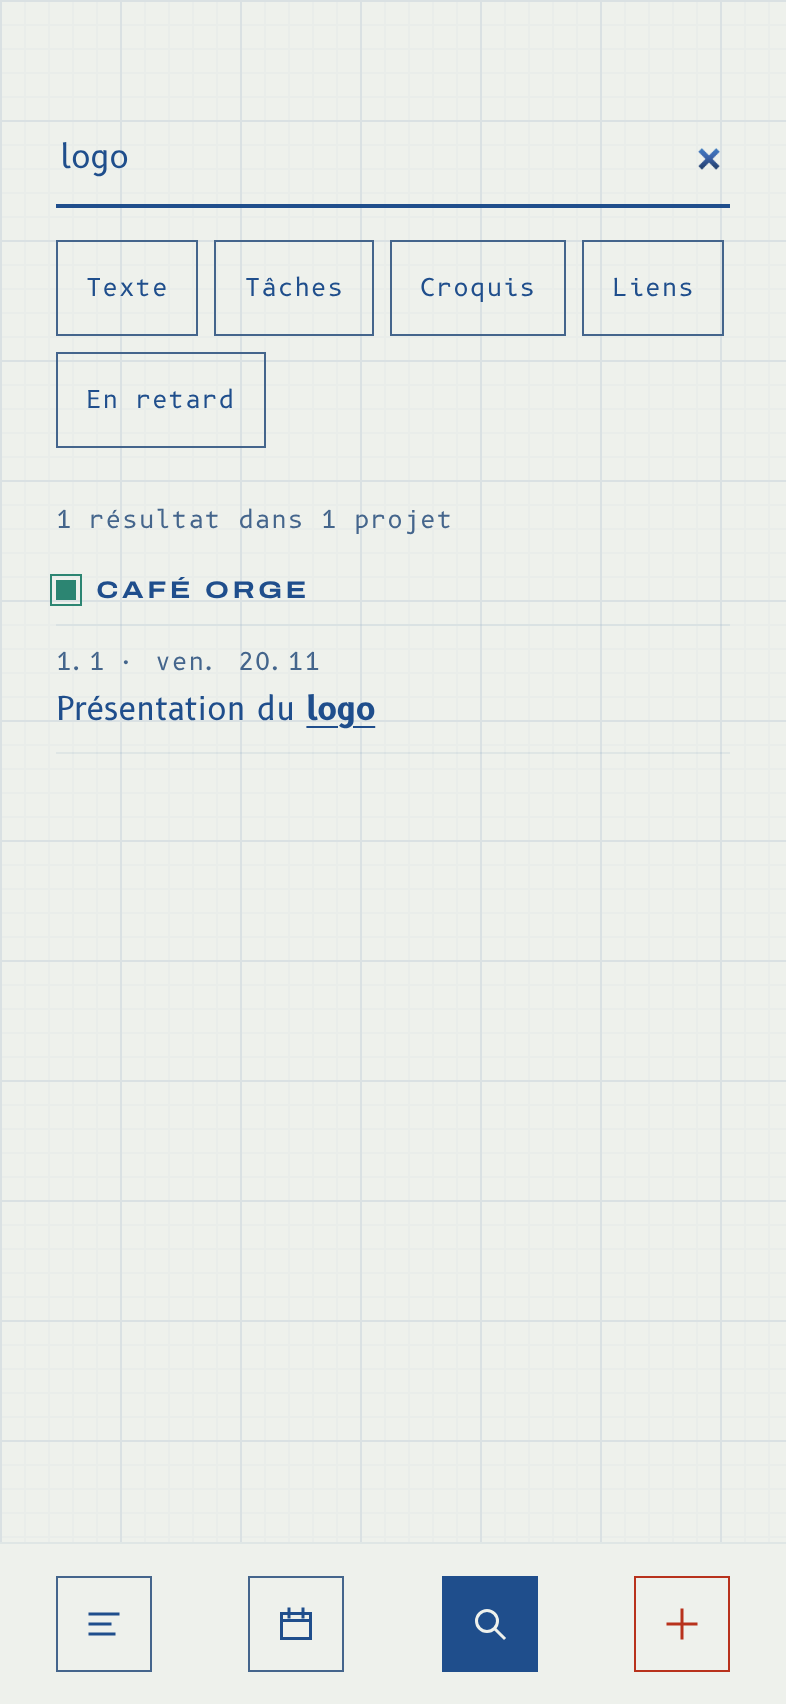 logo
Texte
Tâches
Croquis
Liens
En retard
1 résultat dans 1 projet
CAFÉ ORGE
1.1 · ven. 20.11
Présentation du logo